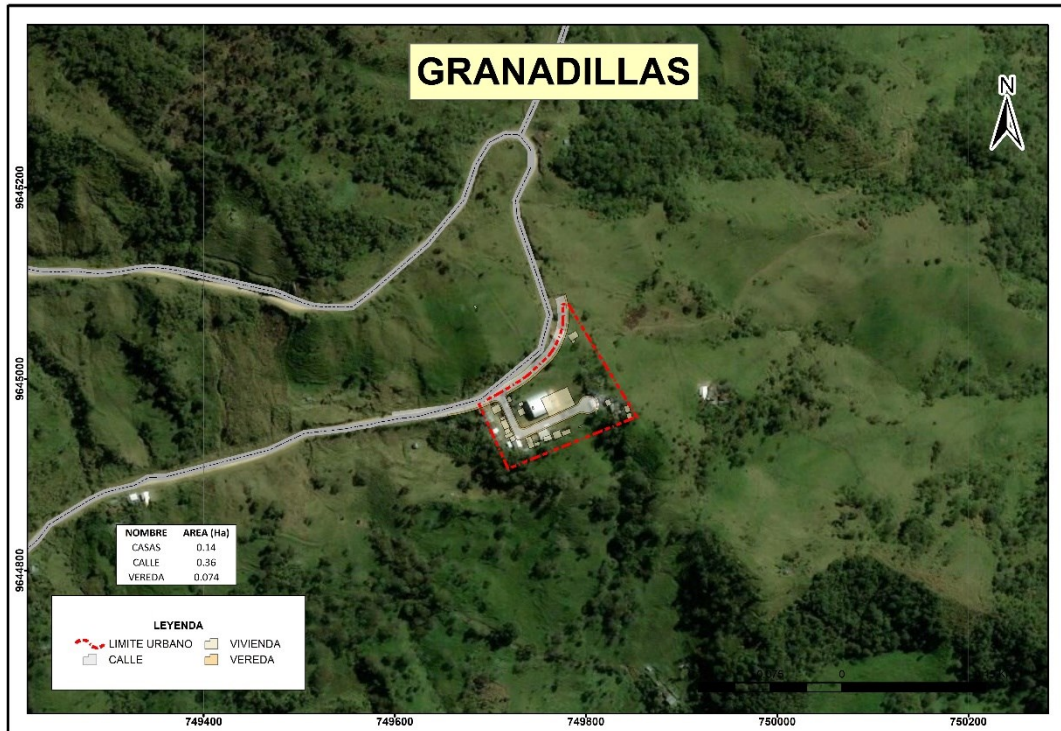 GRANADILLAS
N
9645200
9645000
9644800
NOMBRE AREA (Ha)
CASAS 0.14
CALLE 0.36
VEREDA 0.074
LEYENDA
LIMITE URBANO VIVIENDA
CALLE VEREDA
0
749400 749600 749800 750000 750200